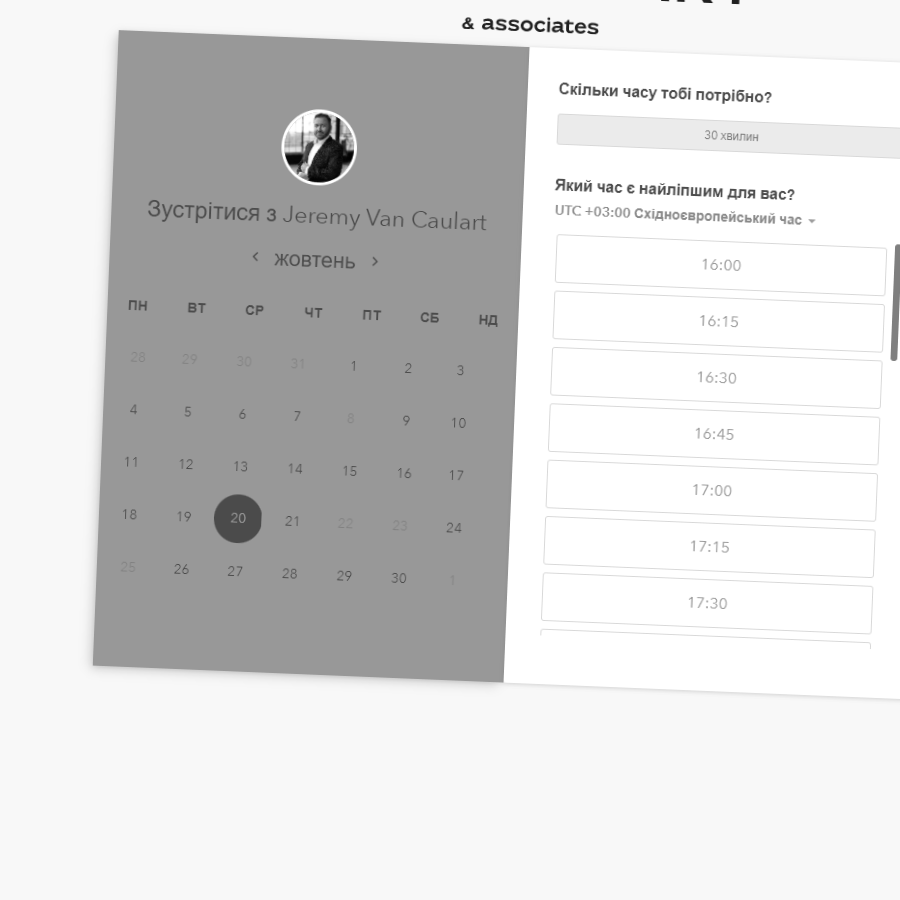 & associates
Зустрітися з Jeremy Van Caulart
‹ жовтень ›
ПН ВТ СР ЧТ ПТ СБ НД
28 29 30 31 1 2 3
4 5 6 7 8 9 10
11 12 13 14 15 16 17
18 19 20 21 22 23 24
25 26 27 28 29 30 1
Скільки часу тобі потрібно?
30 хвилин
Який час є найліпшим для вас?
UTC +03:00 Східноєвропейський час
16:00
16:15
16:30
16:45
17:00
17:15
17:30